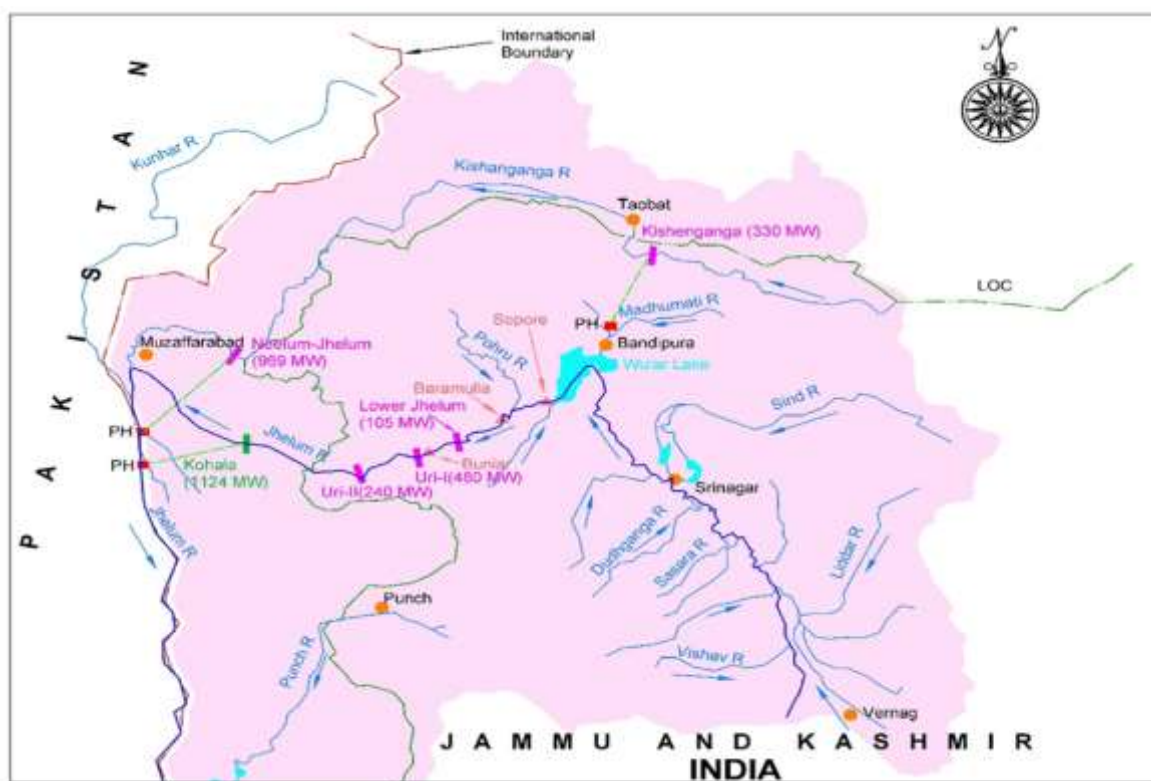 International
Boundary
N
PAKISTAN
Kunhar R
Kishanganga R
Taobat
Kishenganga (330 MW)
LOC
Madhumati R
PH
Bandipura
Sopore
Pohru R
Wular Lake
Muzaffarabad
Neelum-Jhelum
(969 MW)
Baramulla
Lower Jhelum
(105 MW)
Sind R
PH
Jhelum R
PH
Kohala
(1124 MW)
Uri-II(240 MW)
Uri-I(480 MW)
Buniar
Srinagar
Jhelum R
Dudhganga R
Sasara R
Lidar R
Punch
Punch R
Vishav R
Vernag
JAMMU AND KASHMIR
INDIA